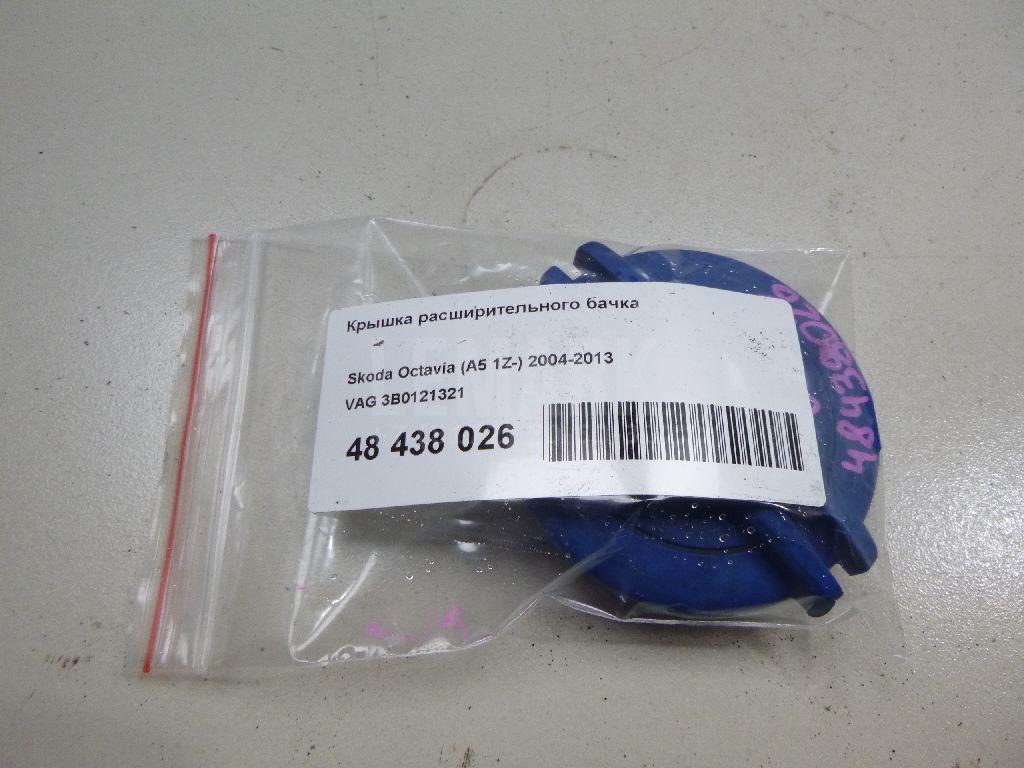 Крышка расширительного бачка
Skoda Octavia (A5 1Z-) 2004-2013
VAG 3B0121321
48 438 026